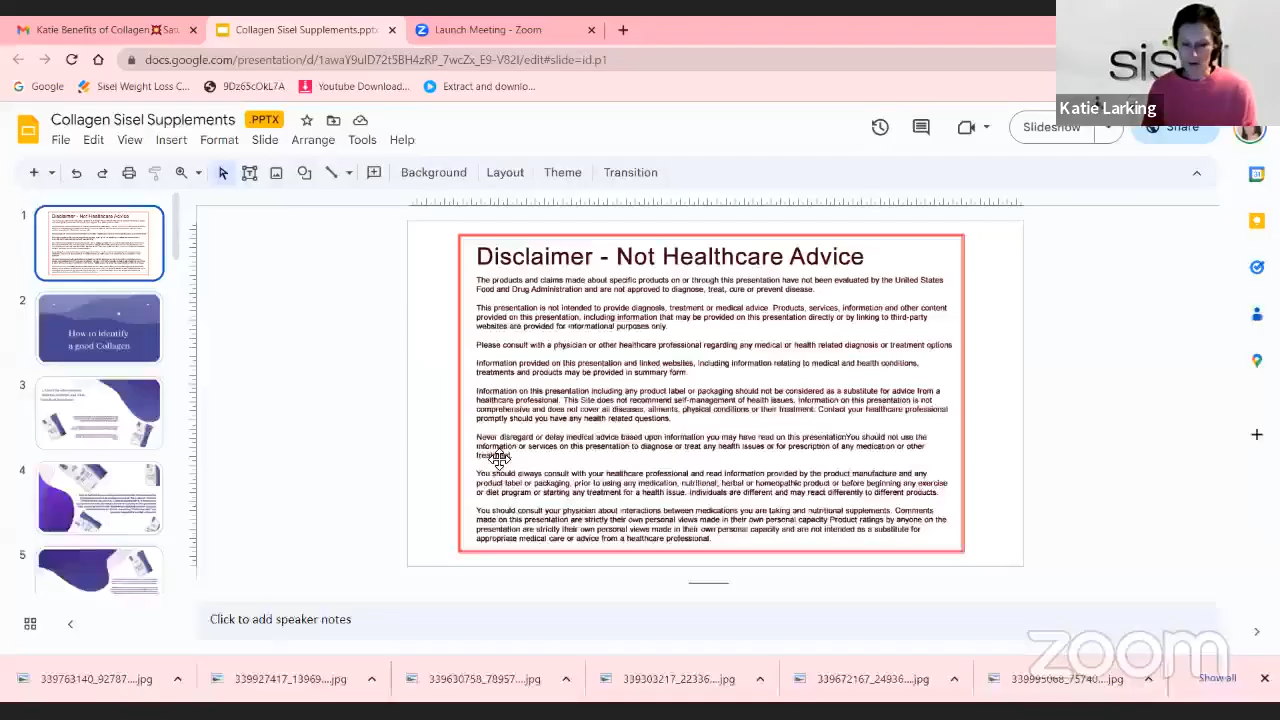 Katie Benefits of Collagen💥Satu
Collagen Sisel Supplements.pptx
Launch Meeting - Zoom
docs.google.com/presentation/d/1awaY9uID72t5BH4zRP_7wcZx_E9-V82I/edit#slide=id.p1
Google
Sisel Weight Loss C...
9Dz65cOkL7A
Youtube Downloader
Extract and downlo...
sis
Katie Larking
Collagen Sisel Supplements
.PPTX
File Edit View Insert Format Slide Arrange Tools Help
Slideshow
Share
Background Layout Theme Transition
1
Disclaimer - Not Healthcare Advice
2
How to identify
a good Collagen
3
4
5
Disclaimer - Not Healthcare Advice
The products and claims made about specific products on or through this presentation have not been evaluated by the United States
Food and Drug Administration and are not approved to diagnose, treat, cure or prevent disease.
This presentation is not intended to provide diagnosis, treatment or medical advice. Products, services, information and other content
provided on this presentation, including information that may be provided on this presentation directly or by linking to third-party
websites are provided for informational purposes only.
Please consult with a physician or other healthcare professional regarding any medical or health related diagnosis or treatment options
Information provided on this presentation and linked websites, including information relating to medical and health conditions,
treatments and products may be provided in summary form.
Information on this presentation including any product label or packaging should not be considered as a substitute for advice from a
healthcare professional. This Site does not recommend self-management of health issues. Information on this presentation is not
comprehensive and does not cover all diseases, ailments, physical conditions or their treatment. Contact your healthcare professional
promptly should you have any health related questions.
Never disregard or delay medical advice based upon information you may have read on this presentationYou should not use the
information or services on this presentation to diagnose or treat any health issues or for prescription of any medication or other
treatment.
You should always consult with your healthcare professional and read information provided by the product manufacture and any
product label or packaging, prior to using any medication, nutritional, herbal or homeopathic product or before beginning any exercise
or diet program or starting any treatment for a health issue. Individuals are different and may react differently to different products.
You should consult your physician about interactions between medications you are taking and nutritional supplements. Comments
made on this presentation are strictly their own personal views made in their own personal capacity Product ratings by anyone on the
presentation are strictly their own personal views made in their own personal capacity and are not intended as a substitute for
appropriate medical care or advice from a healthcare professional.
Click to add speaker notes
zoom
339763140_92787....jpg
339927417_13969....jpg
339630758_78957....jpg
339303217_22336....jpg
339672167_24936....jpg
339995068_75740....jpg
Show all